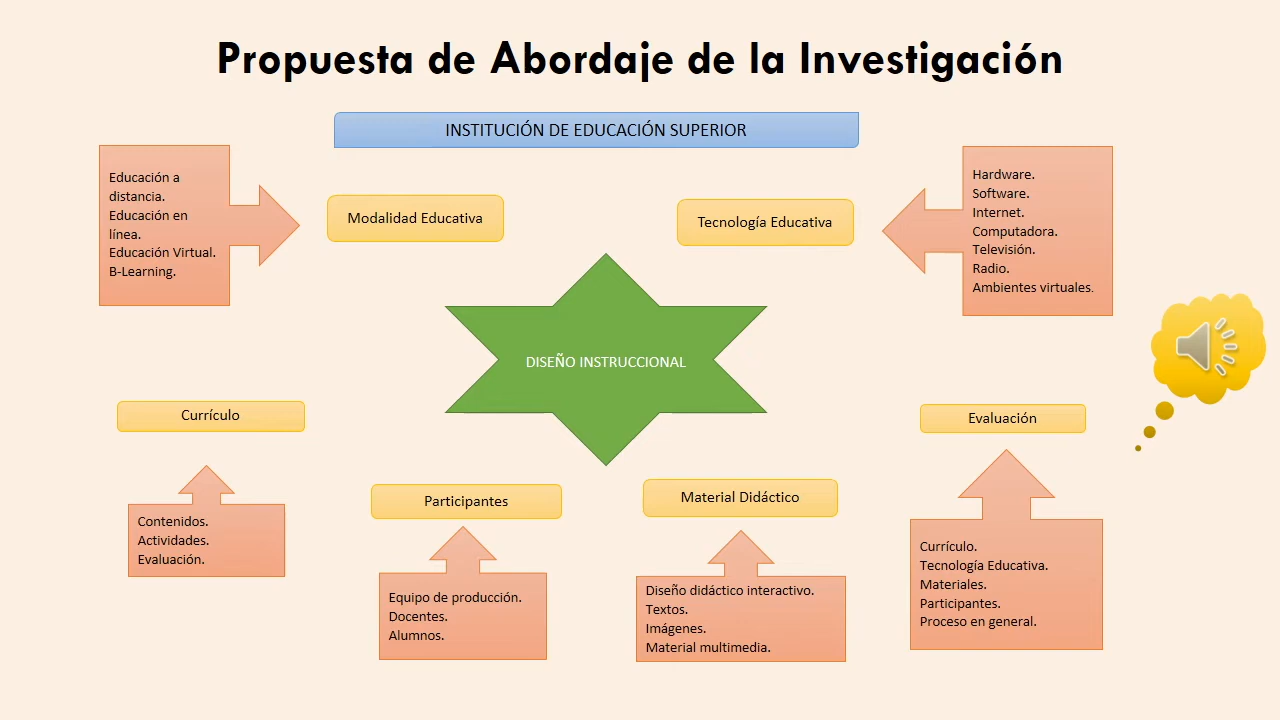 Propuesta de Abordaje de la Investigación
INSTITUCIÓN DE EDUCACIÓN SUPERIOR
Educación a
distancia.
Educación en
línea.
Educación Virtual.
B-Learning.
Modalidad Educativa
Tecnología Educativa
Hardware.
Software.
Internet.
Computadora.
Televisión.
Radio.
Ambientes virtuales.
DISEÑO INSTRUCCIONAL
Currículo
Contenidos.
Actividades.
Evaluación.
Participantes
Equipo de producción.
Docentes.
Alumnos.
Material Didáctico
Diseño didáctico interactivo.
Textos.
Imágenes.
Material multimedia.
Evaluación
Currículo.
Tecnología Educativa.
Materiales.
Participantes.
Proceso en general.